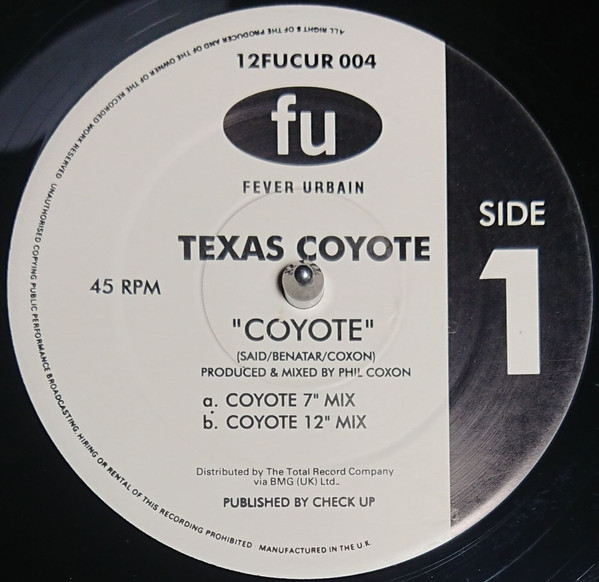 ALL RIGHTS OF THE PRODUCER AND OF THE OWNER OF THE RECORDED WORK RESERVED UNAUTHORISED COPYING PUBLIC PERFORMANCE BROADCASTING, HIRING OR RENTAL OF THIS RECORDING PROHIBITED. MANUFACTURED IN THE U.K.
12FUCUR 004
fu
FEVER URBAIN
SIDE
1
TEXAS COYOTE
45 RPM
"COYOTE"
(SAID/BENATAR/COXON)
PRODUCED & MIXED BY PHIL COXON
a. COYOTE 7" MIX
b. COYOTE 12" MIX
Distributed by The Total Record Company
via BMG (UK) Ltd..
PUBLISHED BY CHECK UP